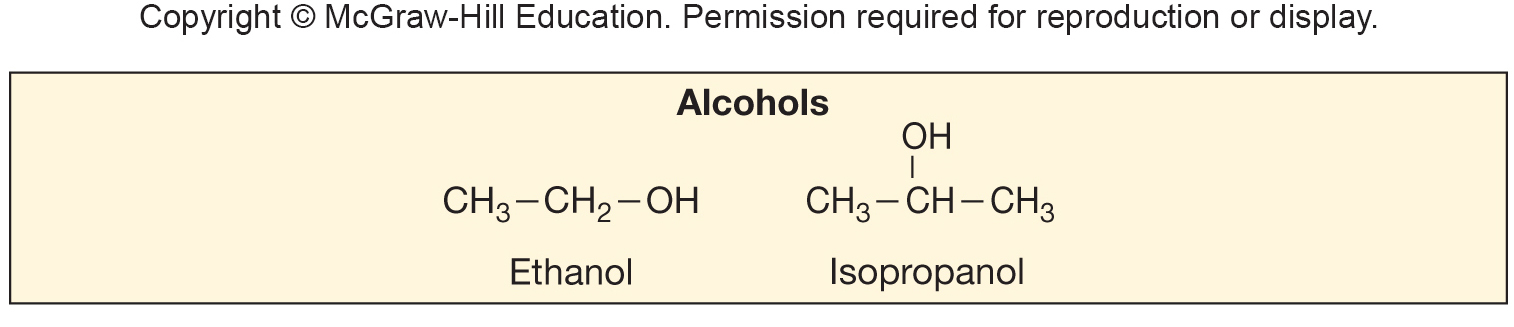 Copyright © McGraw-Hill Education. Permission required for reproduction or display.
Alcohols
OH
CH₃–CH₂–OH
CH₃–CH–CH₃
Ethanol
Isopropanol